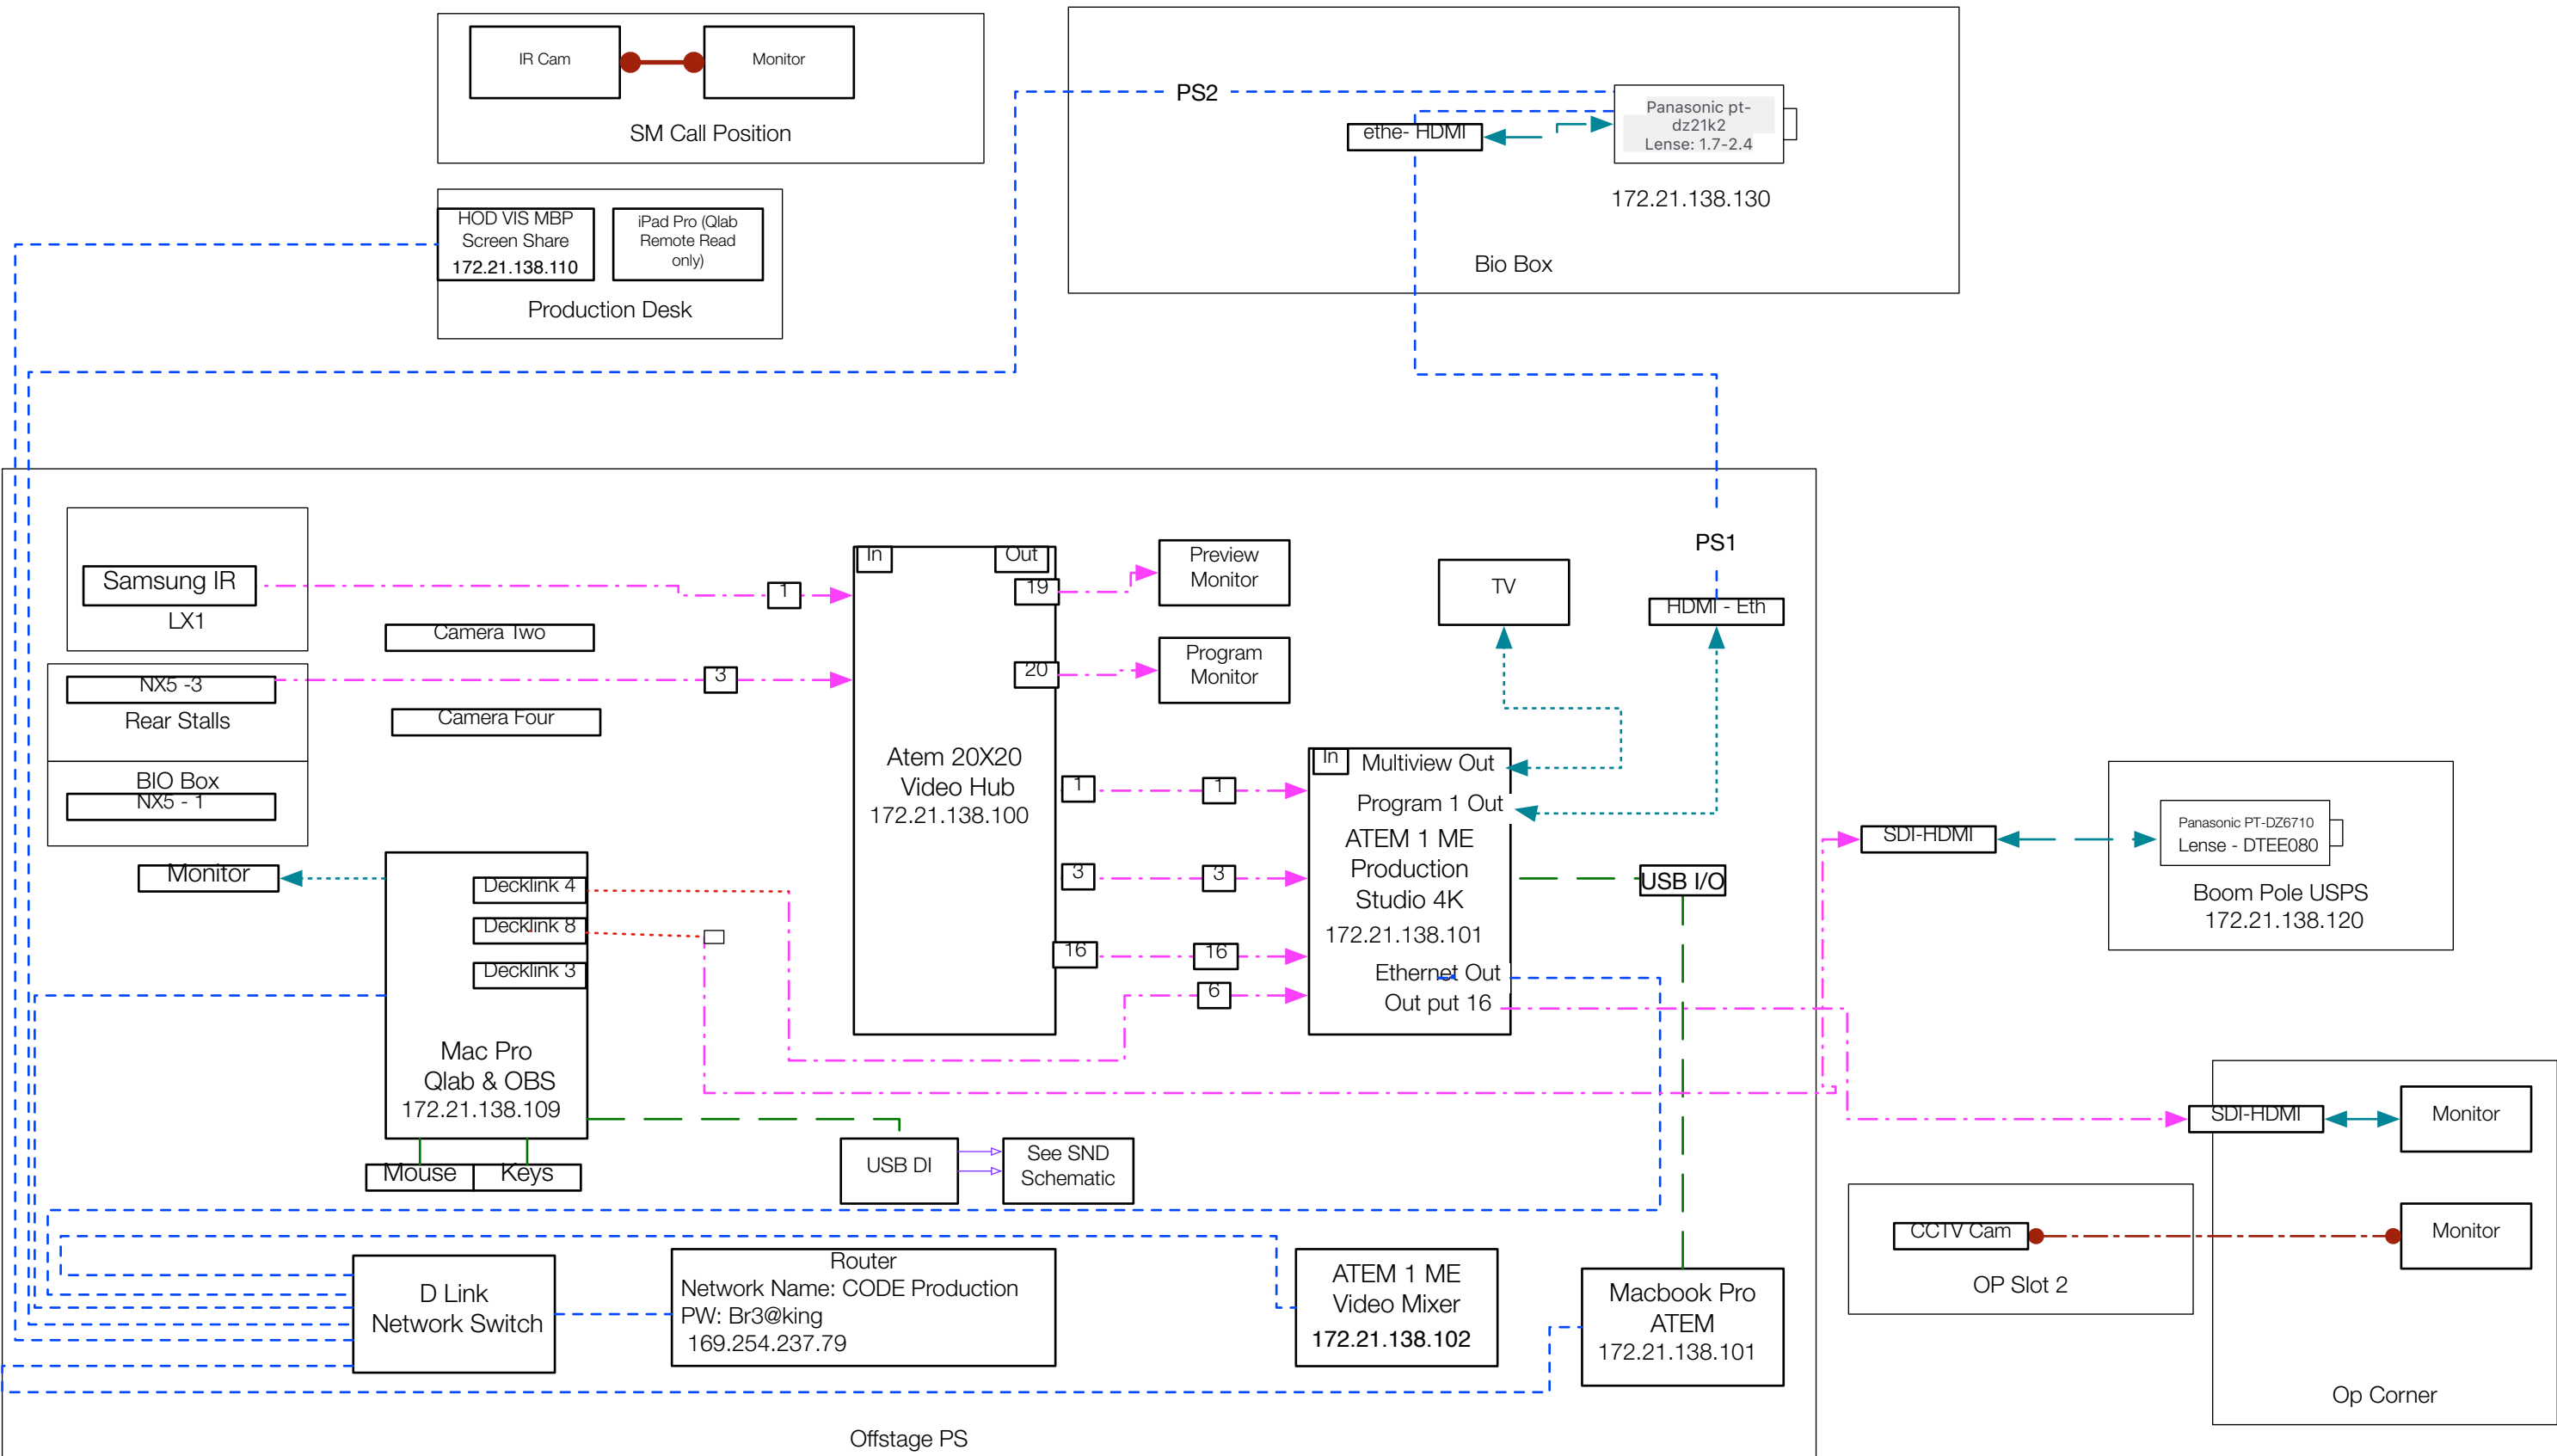 IR Cam
Monitor
SM Call Position
HOD VIS MBP
Screen Share
172.21.138.110
iPad Pro (Qlab
Remote Read
only)
Production Desk
PS2
ethe- HDMI
Panasonic pt-
dz21k2
Lense: 1.7-2.4
172.21.138.130
Bio Box
Samsung IR
LX1
Camera Two
NX5 -3
Rear Stalls
Camera Four
BIO Box
NX5 - 1
Monitor
1
3
In
Out
19
20
Atem 20X20
Video Hub
172.21.138.100
1
3
16
1
3
16
6
Preview
Monitor
Program
Monitor
TV
PS1
HDMI - Eth
In
Multiview Out
Program 1 Out
ATEM 1 ME
Production
Studio 4K
172.21.138.101
Ethernet Out
Out put 16
USB I/O
Decklink 4
Decklink 8
Decklink 3
Mac Pro
Qlab & OBS
172.21.138.109
Mouse
Keys
USB DI
See SND
Schematic
SDI-HDMI
Panasonic PT-DZ6710
Lense - DTEE080
Boom Pole USPS
172.21.138.120
SDI-HDMI
Monitor
CCTV Cam
OP Slot 2
Monitor
Op Corner
D Link
Network Switch
Router
Network Name: CODE Production
PW: Br3@king
169.254.237.79
ATEM 1 ME
Video Mixer
172.21.138.102
Macbook Pro
ATEM
172.21.138.101
Offstage PS